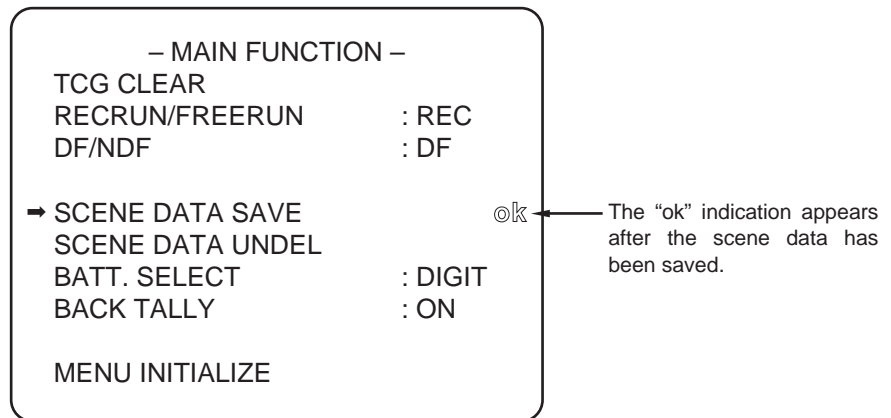 – MAIN FUNCTION –
TCG CLEAR
RECRUN/FREERUN : REC
DF/NDF : DF
➡ SCENE DATA SAVE ok
SCENE DATA UNDEL
BATT. SELECT : DIGIT
BACK TALLY : ON
MENU INITIALIZE
The “ok” indication appears
after the scene data has
been saved.